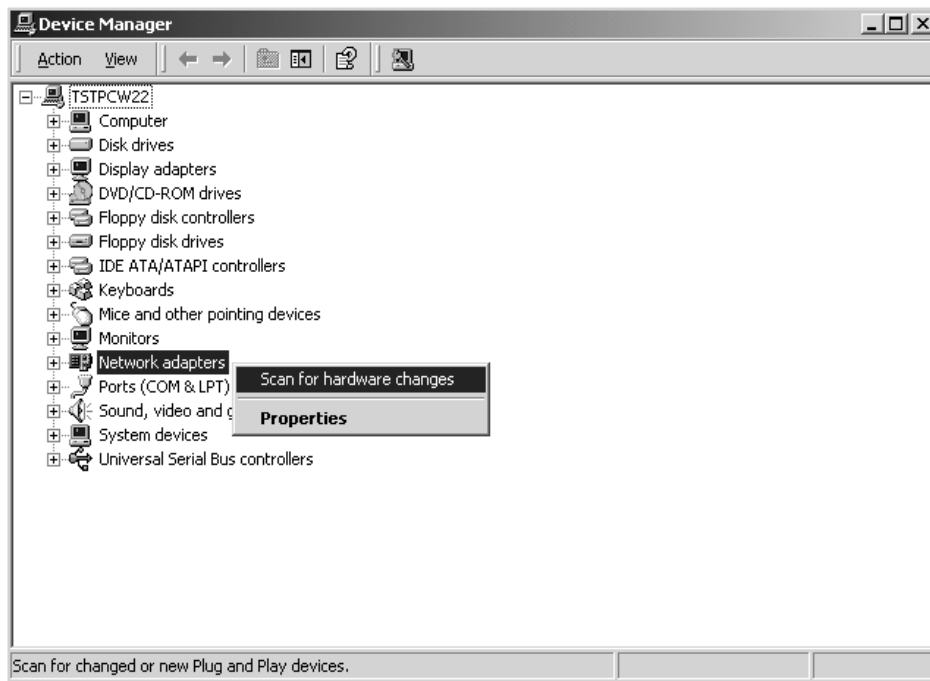 Device Manager
Action View
TSTPCW22
Computer
Disk drives
Display adapters
DVD/CD-ROM drives
Floppy disk controllers
Floppy disk drives
IDE ATA/ATAPI controllers
Keyboards
Mice and other pointing devices
Monitors
Network adapters
Scan for hardware changes
Ports (COM & LPT)
Sound, video and g
Properties
System devices
Universal Serial Bus controllers
Scan for changed or new Plug and Play devices.